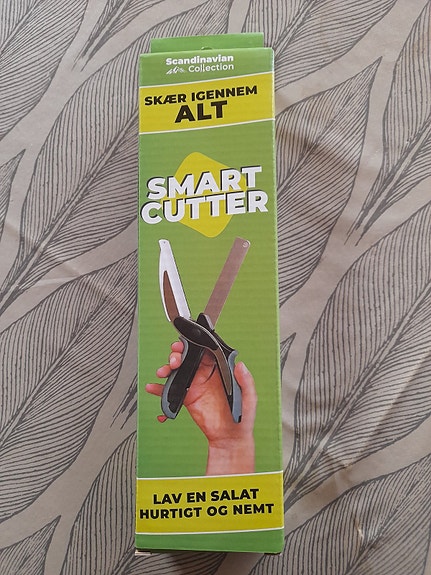 Scandinavian
Collection
SKÆR IGENNEM
ALT
SMART
CUTTER
LAV EN SALAT
HURTIGT OG NEMT